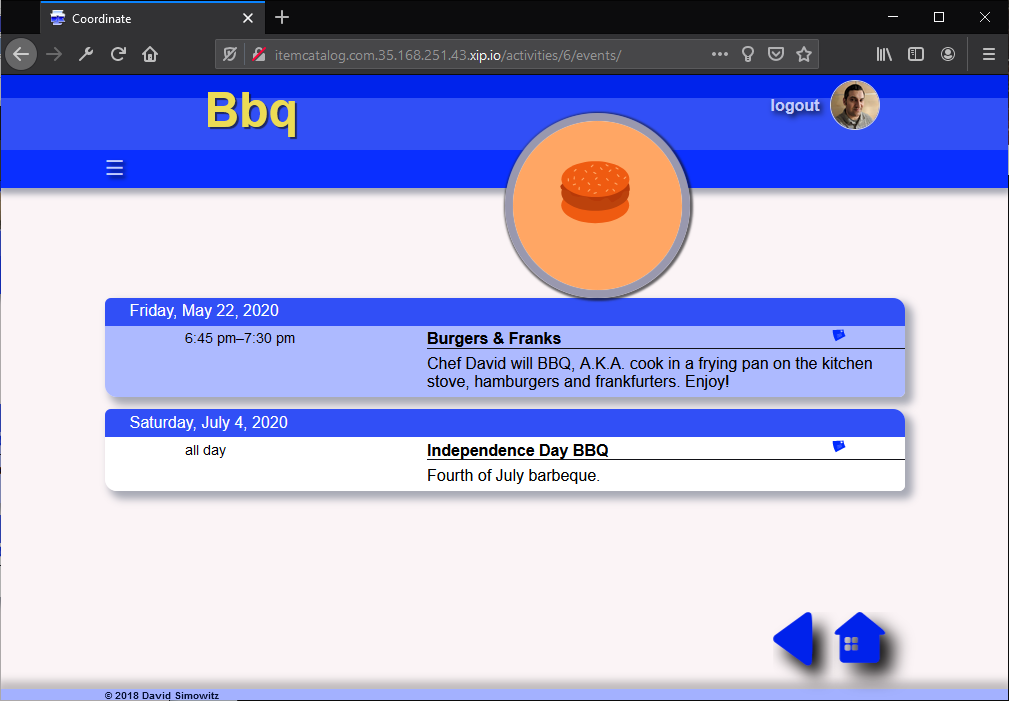 Coordinate
itemcatalog.com.35.168.251.43.xip.io/activities/6/events/
Bbq
logout
Friday, May 22, 2020
6:45 pm–7:30 pm
Burgers & Franks
Chef David will BBQ, A.K.A. cook in a frying pan on the kitchen
stove, hamburgers and frankfurters. Enjoy!
Saturday, July 4, 2020
all day
Independence Day BBQ
Fourth of July barbeque.
© 2018 David Simowitz